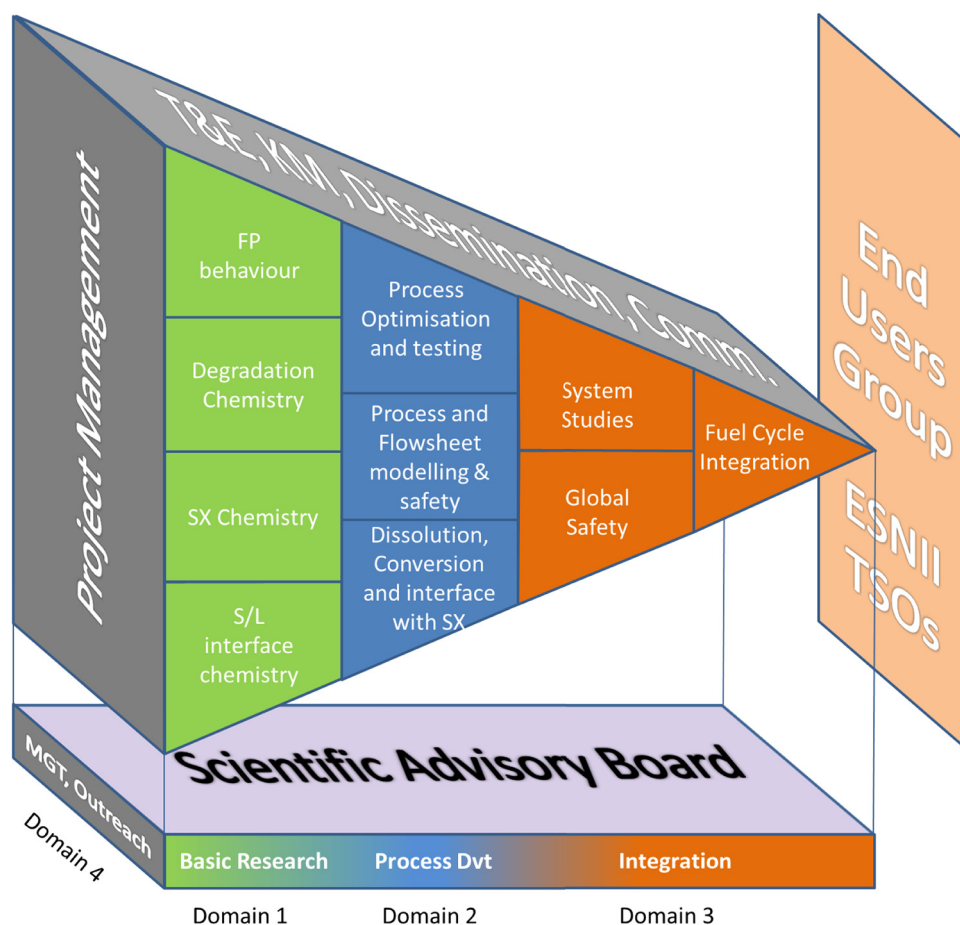 T&E,KM,Dissemination,Comm.
Project Management
FP
behaviour
Degradation
Chemistry
SX Chemistry
S/L
interface
chemistry
Process
Optimisation
and testing
Process and
Flowsheet
modelling &
safety
Dissolution,
Conversion
and interface
with SX
System
Studies
Global
Safety
Fuel Cycle
Integration
End
Users
Group
ESNII
TSOs
Scientific Advisory Board
MGT, Outreach
Domain 4
Basic Research
Process Dvt
Integration
Domain 1
Domain 2
Domain 3